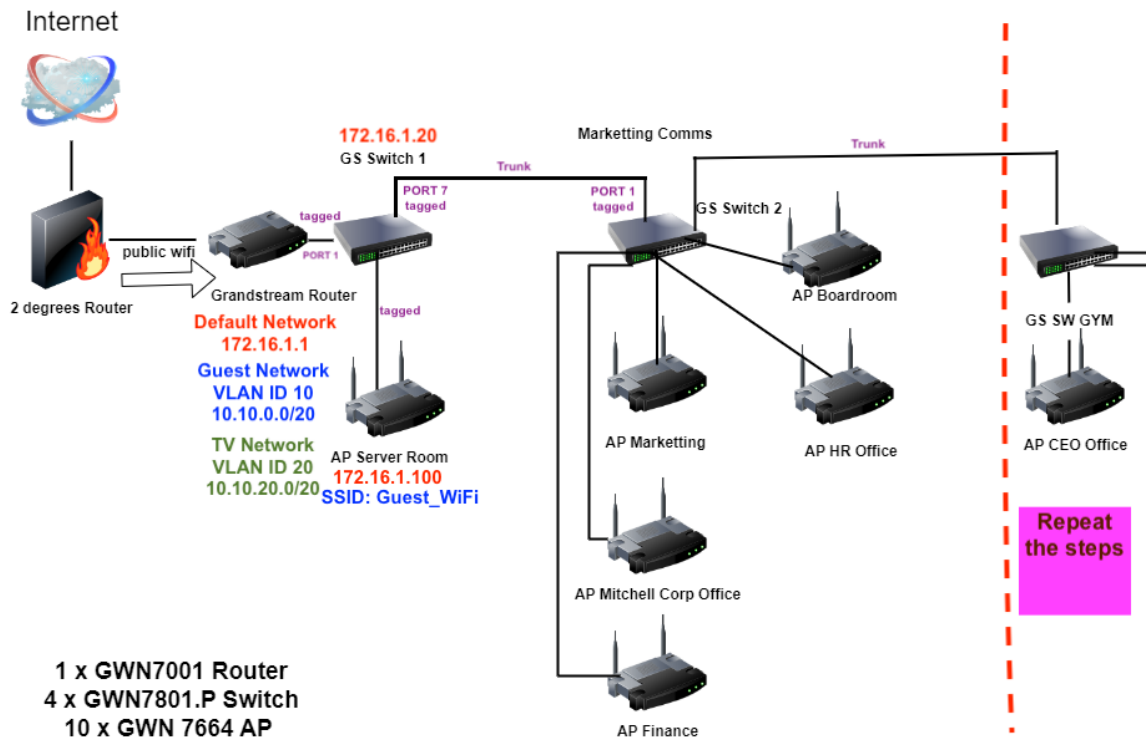 Internet
172.16.1.20
GS Switch 1
Marketting Comms
Trunk
Trunk
PORT 7
tagged
PORT 1
tagged
GS Switch 2
tagged
PORT 1
public wifi
2 degrees Router
Grandstream Router
AP Boardroom
Default Network
172.16.1.1
Guest Network
VLAN ID 10
10.10.0.0/20
TV Network
VLAN ID 20
10.10.20.0/20
tagged
AP Server Room
172.16.1.100
SSID: Guest_WiFi
GS SW GYM
AP Marketting
AP HR Office
AP CEO Office
Repeat
the steps
AP Mitchell Corp Office
AP Finance
1 x GWN7001 Router
4 x GWN7801.P Switch
10 x GWN 7664 AP